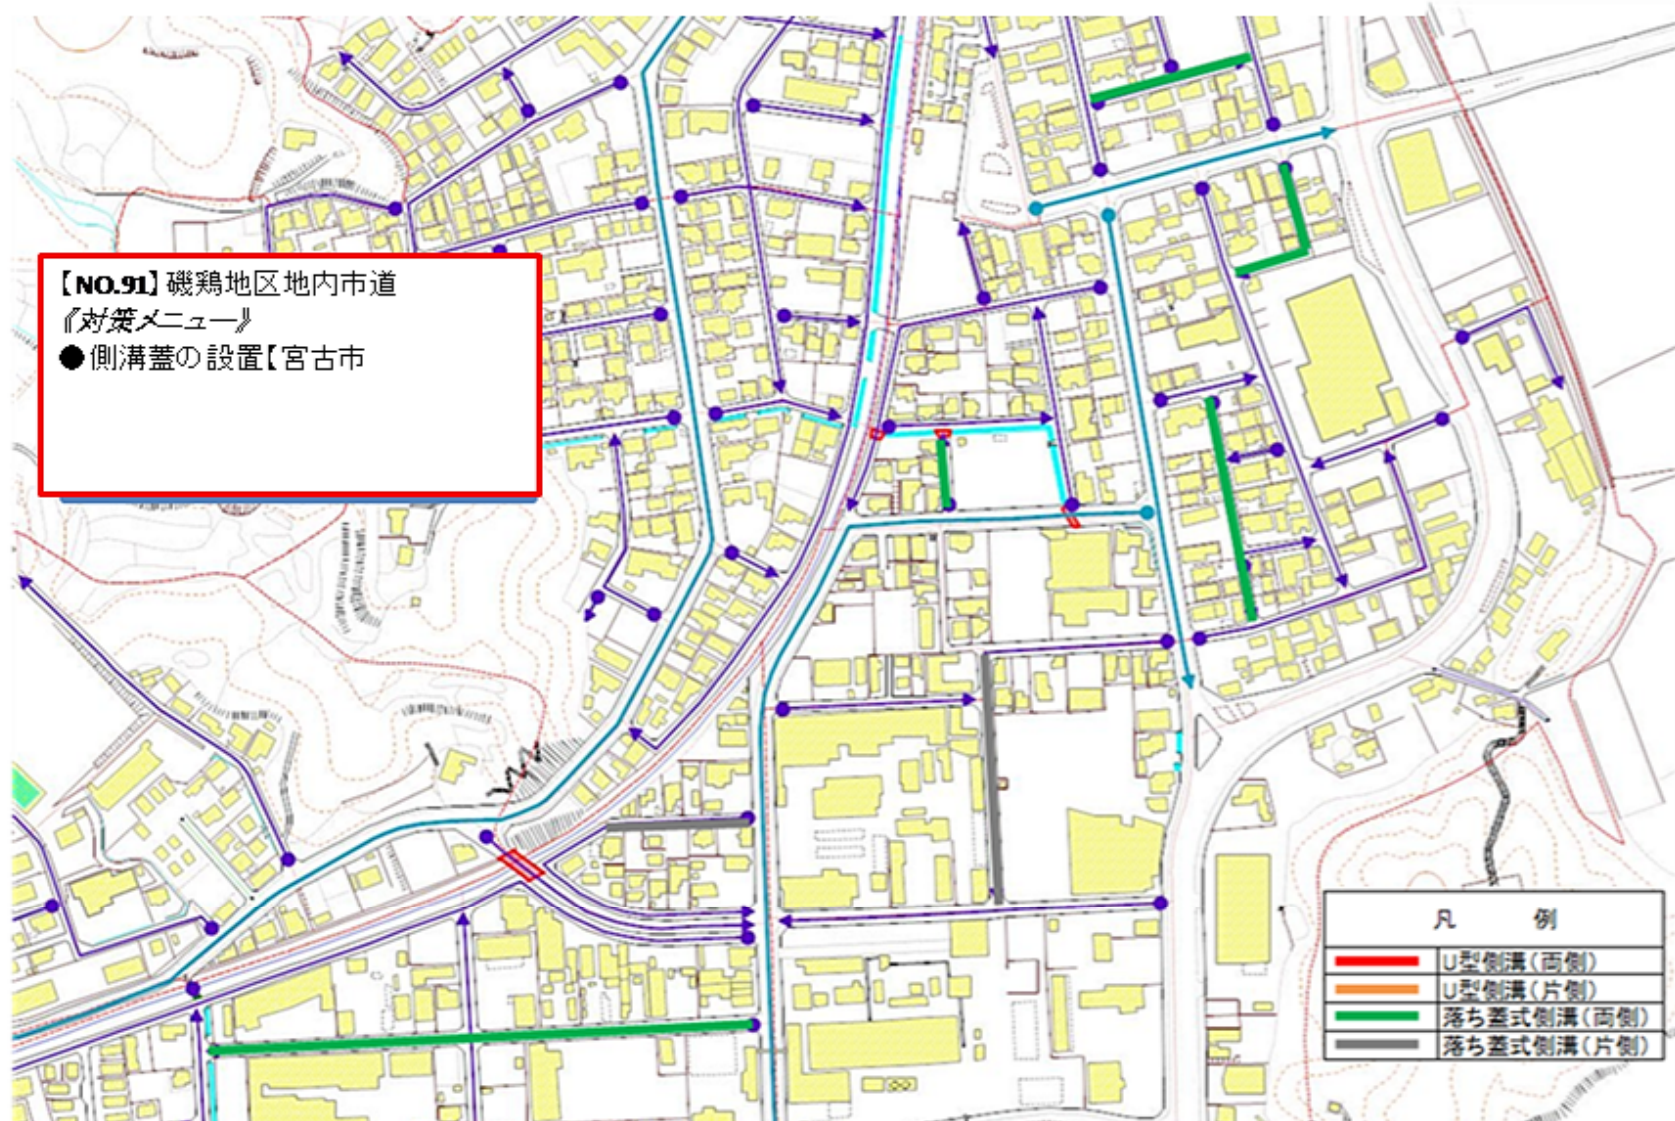 【NO.91】磯鶏地区地内市道
『対策メニュー』
●側溝蓋の設置【宮古市
凡 例
U型側溝(両側)
U型側溝(片側)
落ち蓋式側溝(両側)
落ち蓋式側溝(片側)